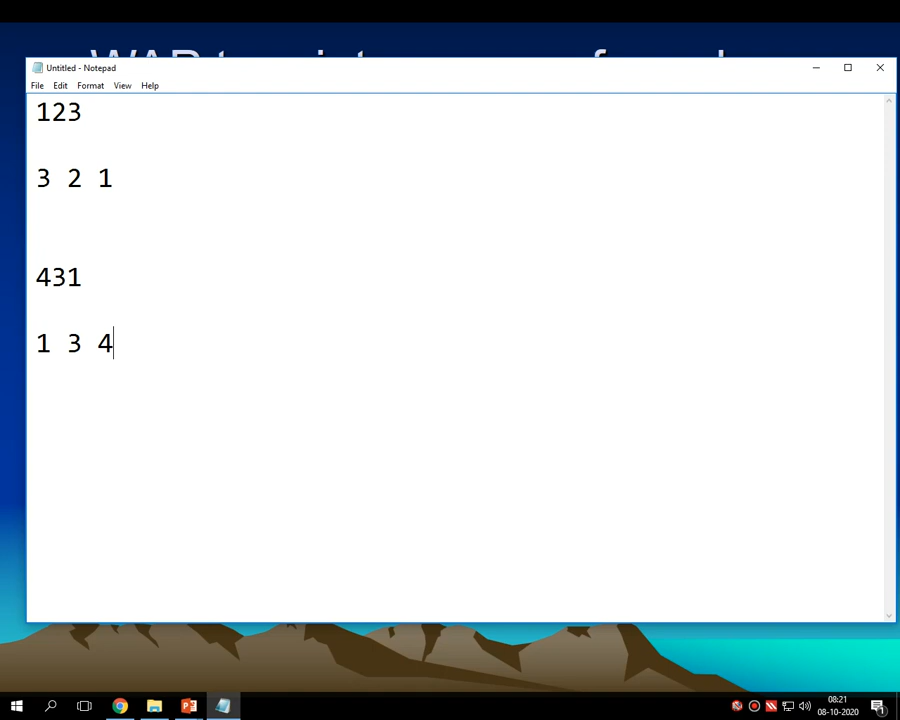 Untitled - Notepad
File Edit Format View Help
123
3 2 1
431
1 3 4
08:21
08-10-2020
1